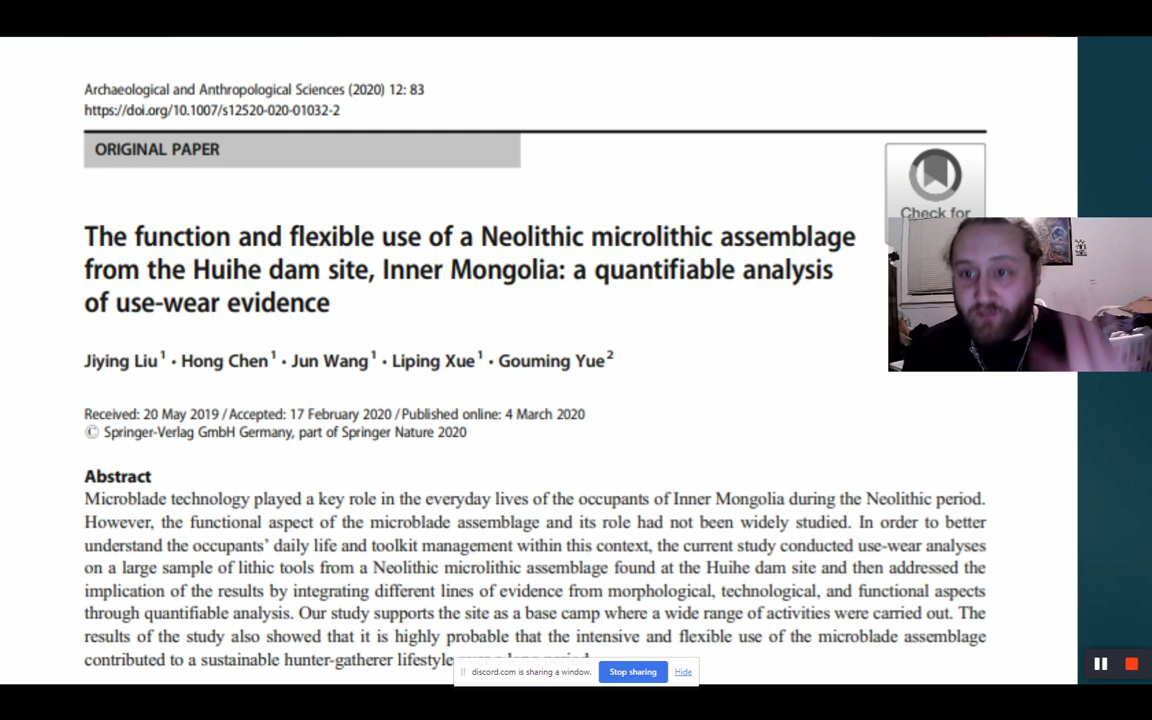 Archaeological and Anthropological Sciences (2020) 12: 83
https://doi.org/10.1007/s12520-020-01032-2
ORIGINAL PAPER
Check for
The function and flexible use of a Neolithic microlithic assemblage
from the Huihe dam site, Inner Mongolia: a quantifiable analysis
of use-wear evidence
Jiying Liu 1 • Hong Chen 1 • Jun Wang 1 • Liping Xue 1 • Gouming Yue 2
Received: 20 May 2019 / Accepted: 17 February 2020 / Published online: 4 March 2020
© Springer-Verlag GmbH Germany, part of Springer Nature 2020
Abstract
Microblade technology played a key role in the everyday lives of the occupants of Inner Mongolia during the Neolithic period.
However, the functional aspect of the microblade assemblage and its role had not been widely studied. In order to better
understand the occupants' daily life and toolkit management within this context, the current study conducted use-wear analyses
on a large sample of lithic tools from a Neolithic microlithic assemblage found at the Huihe dam site and then addressed the
implication of the results by integrating different lines of evidence from morphological, technological, and functional aspects
through quantifiable analysis. Our study supports the site as a base camp where a wide range of activities were carried out. The
results of the study also showed that it is highly probable that the intensive and flexible use of the microblade assemblage
contributed to a sustainable hunter-gatherer lifestyle
discord.com is sharing a window. Stop sharing Hide